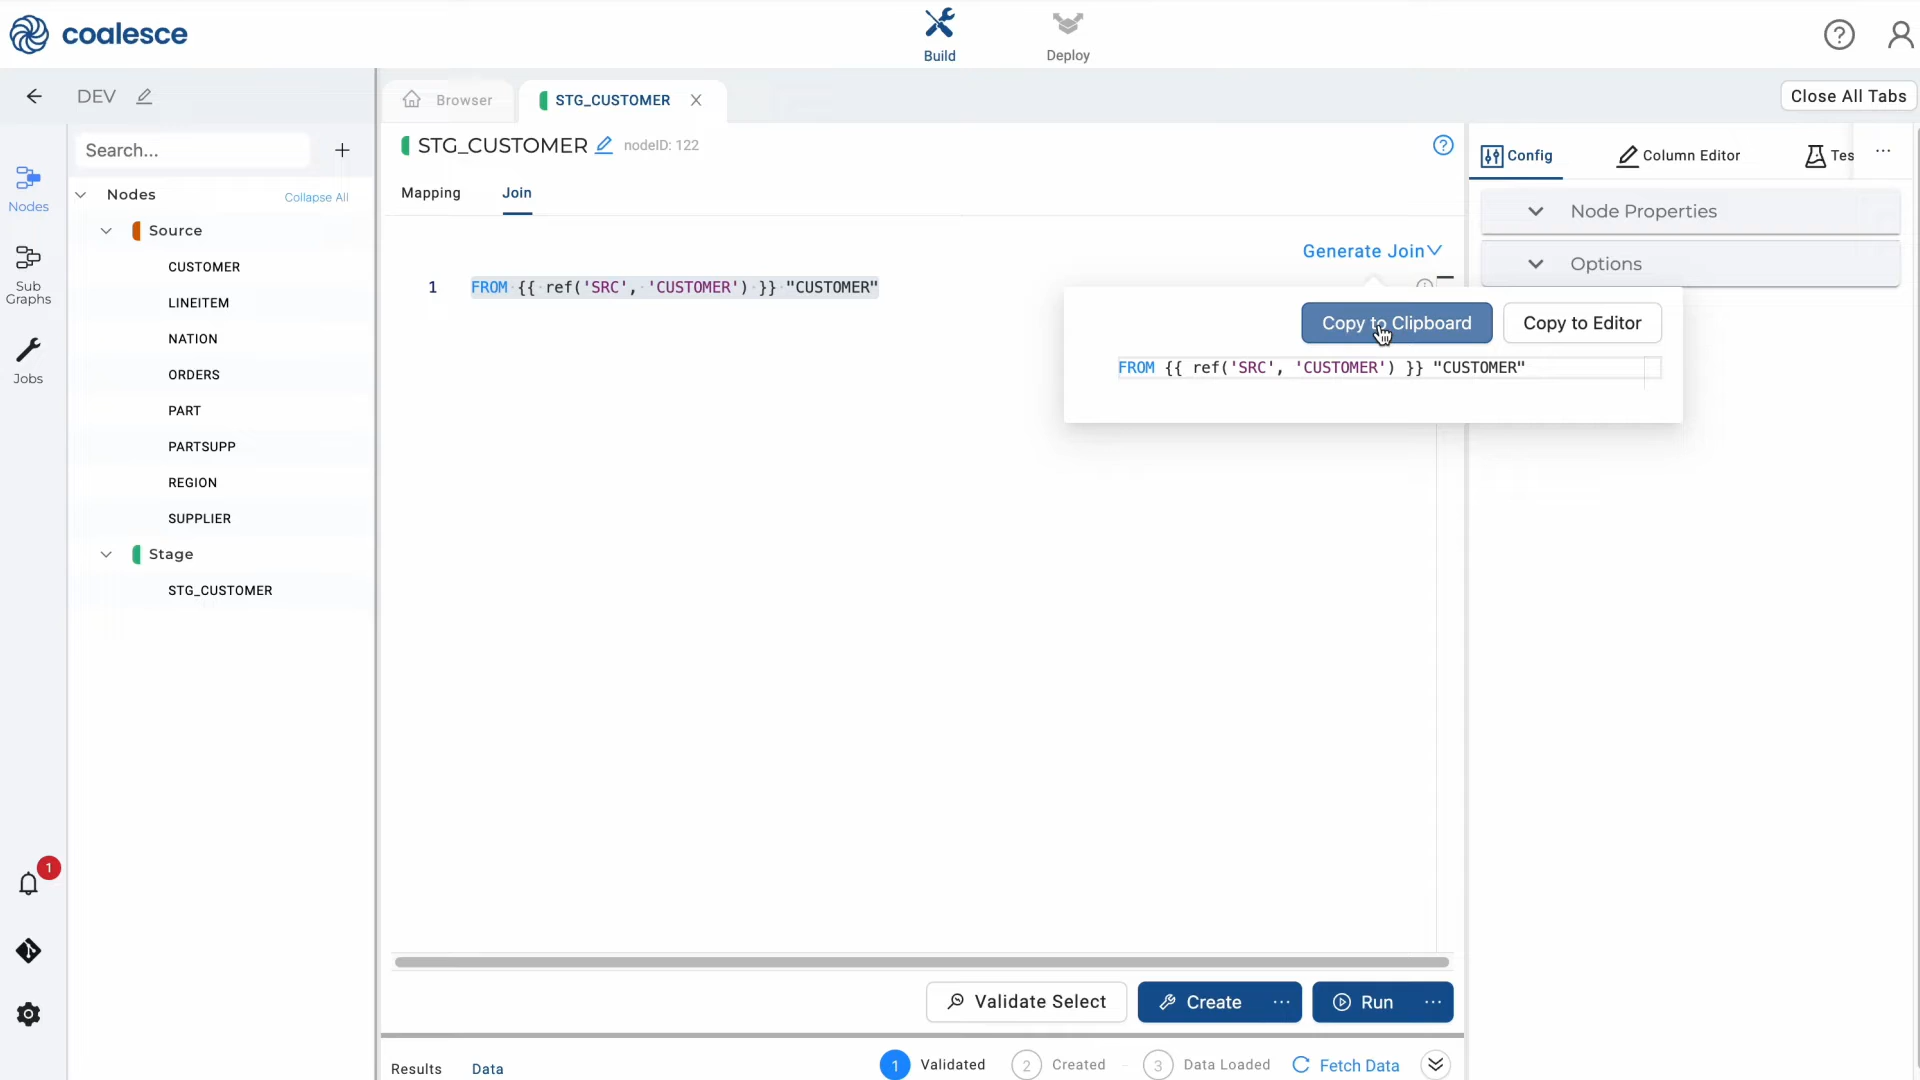 coalesce
Build
Deploy
DEV
Browser
STG_CUSTOMER
Close All Tabs
Search...
STG_CUSTOMER nodeID: 122
Config
Column Editor
Tes
...
Nodes
Sub
Graphs
Jobs
1
Nodes
Collapse All
Source
CUSTOMER
LINEITEM
NATION
ORDERS
PART
PARTSUPP
REGION
SUPPLIER
Stage
STG_CUSTOMER
Mapping
Join
Generate Join
1 FROM {{ ref('SRC', 'CUSTOMER') }} "CUSTOMER"
Copy to Clipboard
Copy to Editor
FROM {{ ref('SRC', 'CUSTOMER') }} "CUSTOMER"
Node Properties
Options
Validate Select
Create ...
Run ...
Results
Data
1 Validated
2 Created
3 Data Loaded
Fetch Data